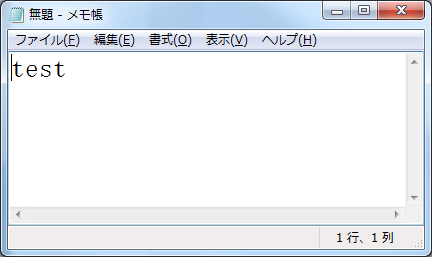 無題 - メモ帳
ファイル(F) 編集(E) 書式(O) 表示(V) ヘルプ(H)
test
1 行、1 列